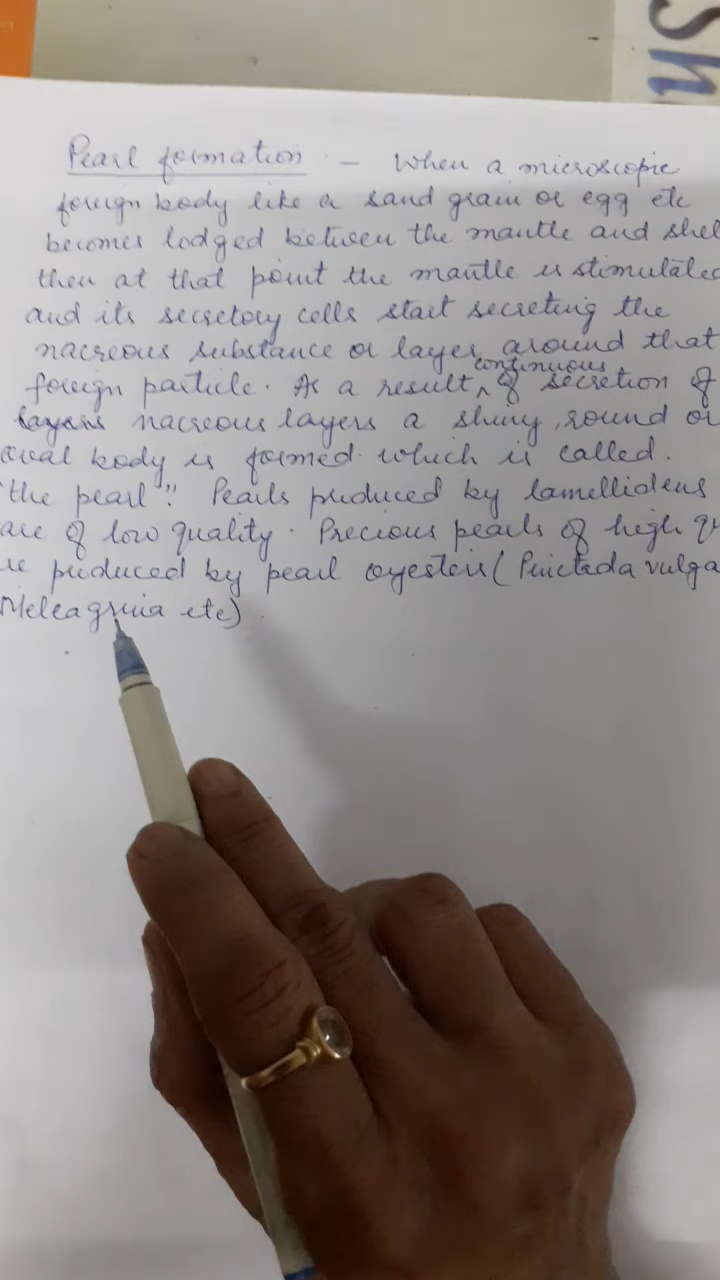 Sh
Pearl formation :- When a microscopic
foreign body like a sand grain or egg etc
becomes lodged between the mantle and shel
then at that point the mantle is stimulated
and its secretory cells start secreting the
nacreous substance or layer around that
foreign particle. As a result ^ continuous of secretion of
layers nacreous layers a shiny, round or
oval body is formed which is called.
"the pearl". Pearls produced by lamellidens
are of low quality. Precious pearls of high qu
re produced by pearl oyesters (Pinctada vulga
Meleagrina etc).